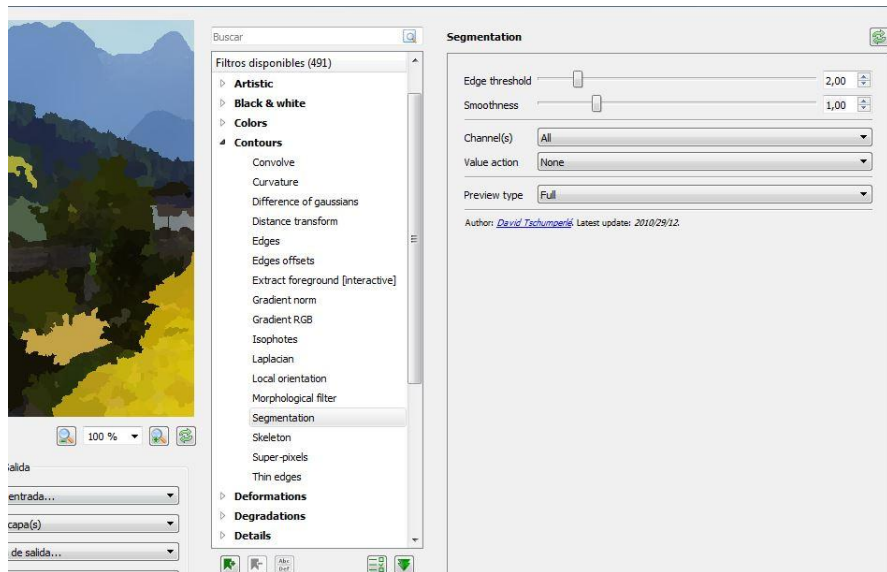 Buscar
Filtros disponibles (491)
Artistic
Black & white
Colors
Contours
Convolve
Curvature
Difference of gaussians
Distance transform
Edges
Edges offsets
Extract foreground [interactive]
Gradient norm
Gradient RGB
Isophotes
Laplacian
Local orientation
Morphological filter
Segmentation
Skeleton
Super-pixels
Thin edges
Deformations
Degradations
Details
Abc
Def
100 %
alida
entrada...
capa(s)
de salida...
Segmentation
Edge threshold 2,00
Smoothness 1,00
Channel(s) All
Value action None
Preview type Full
Author: David Tschumperlé. Latest update: 2010/29/12.